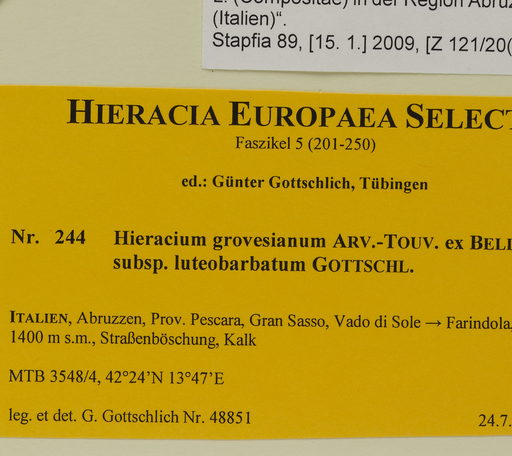 L. (Compositae) in der Region Abruz
(Italien)“.
Stapfia 89, [15. 1.] 2009, [Z 121/20(
HIERACIA EUROPAEA SELECT
Faszikel 5 (201-250)
ed.: Günter Gottschlich, Tübingen
Nr. 244 Hieracium grovesianum ARV.-TOUV. ex BELL
subsp. luteobarbatum GOTTSCHL.
ITALIEN, Abruzzen, Prov. Pescara, Gran Sasso, Vado di Sole → Farindola,
1400 m s.m., Straßenböschung, Kalk
MTB 3548/4, 42°24’N 13°47’E
leg. et det. G. Gottschlich Nr. 48851
24.7.